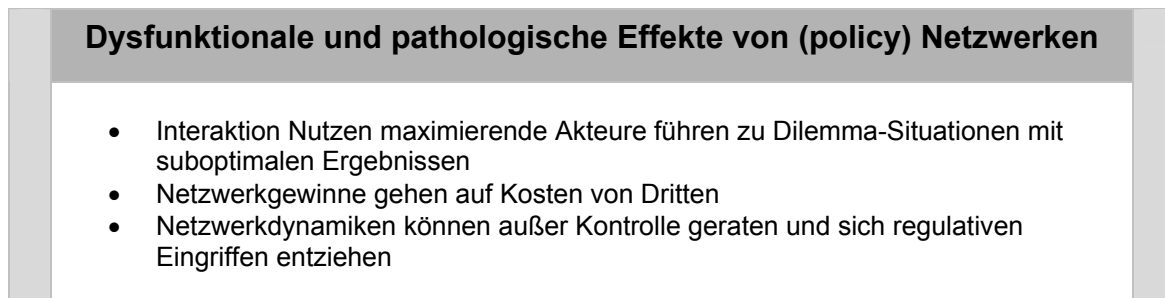 Dysfunktionale und pathologische Effekte von (policy) Netzwerken
• Interaktion Nutzen maximierende Akteure führen zu Dilemma-Situationen mit
suboptimalen Ergebnissen
• Netzwerkgewinne gehen auf Kosten von Dritten
• Netzwerkdynamiken können außer Kontrolle geraten und sich regulativen
Eingriffen entziehen